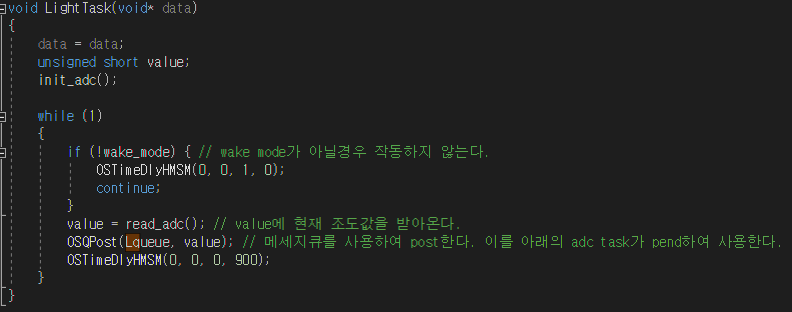 void LightTask(void* data)
{
data = data;
unsigned short value;
init_adc();
while (1)
{
if (!wake_mode) { // wake mode가 아닐경우 작동하지 않는다.
OSTimeDlyHMSM(0, 0, 1, 0);
continue;
}
value = read_adc(); // value에 현재 조도값을 받아온다.
OSQPost(Lqueue, value); // 메세지큐를 사용하여 post한다. 이를 아래의 adc task가 pend하여 사용한다.
OSTimeDlyHMSM(0, 0, 0, 900);
}
}